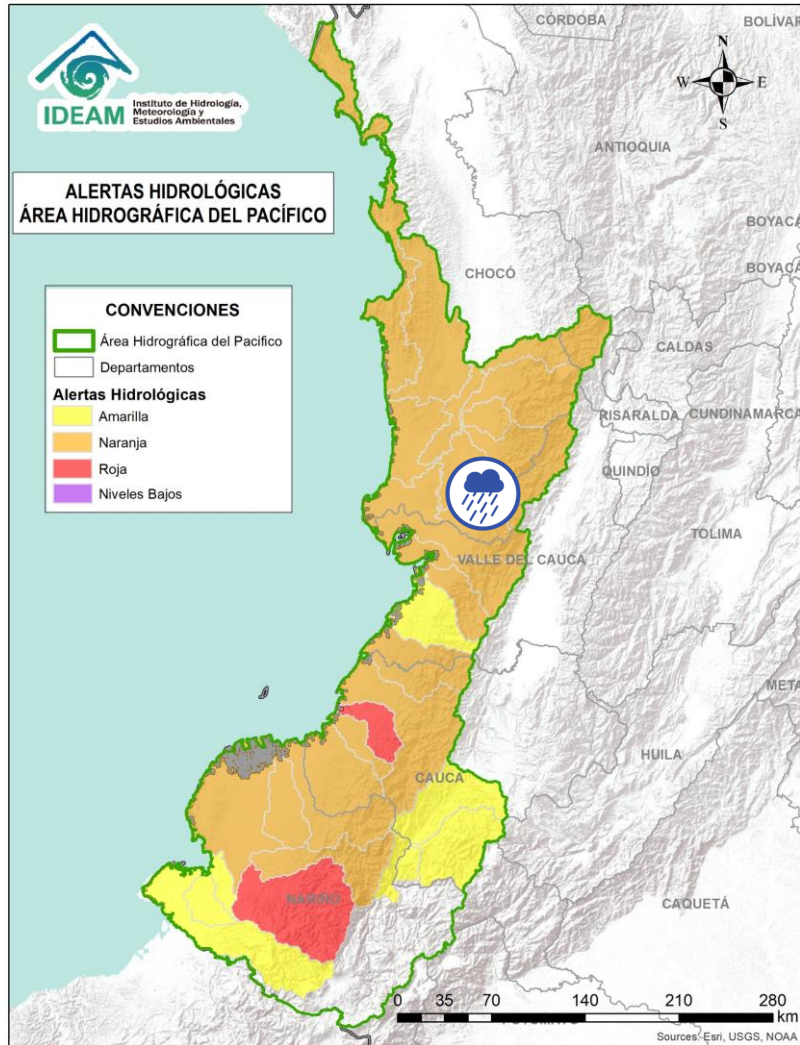 IDEAM
Instituto de Hidrología,
Meteorología y
Estudios Ambientales
ALERTAS HIDROLÓGICAS
ÁREA HIDROGRÁFICA DEL PACÍFICO
CONVENCIONES
Área Hidrográfica del Pacifico
Departamentos
Alertas Hidrológicas
Amarilla
Naranja
Roja
Niveles Bajos
N
W
E
S
CÓRDOBA
BOLÍVAR
ANTIOQUIA
BOYACÁ
CHOCÓ
BOYACÁ
CALDAS
RISARALDA
CUNDINAMARCA
QUINDÍO
TOLIMA
VALLE DEL CAUCA
META
HUILA
CAUCA
NARIÑO
CAQUETÁ
0 35 70 140 210 280
km
Sources: Esri, USGS, NOAA